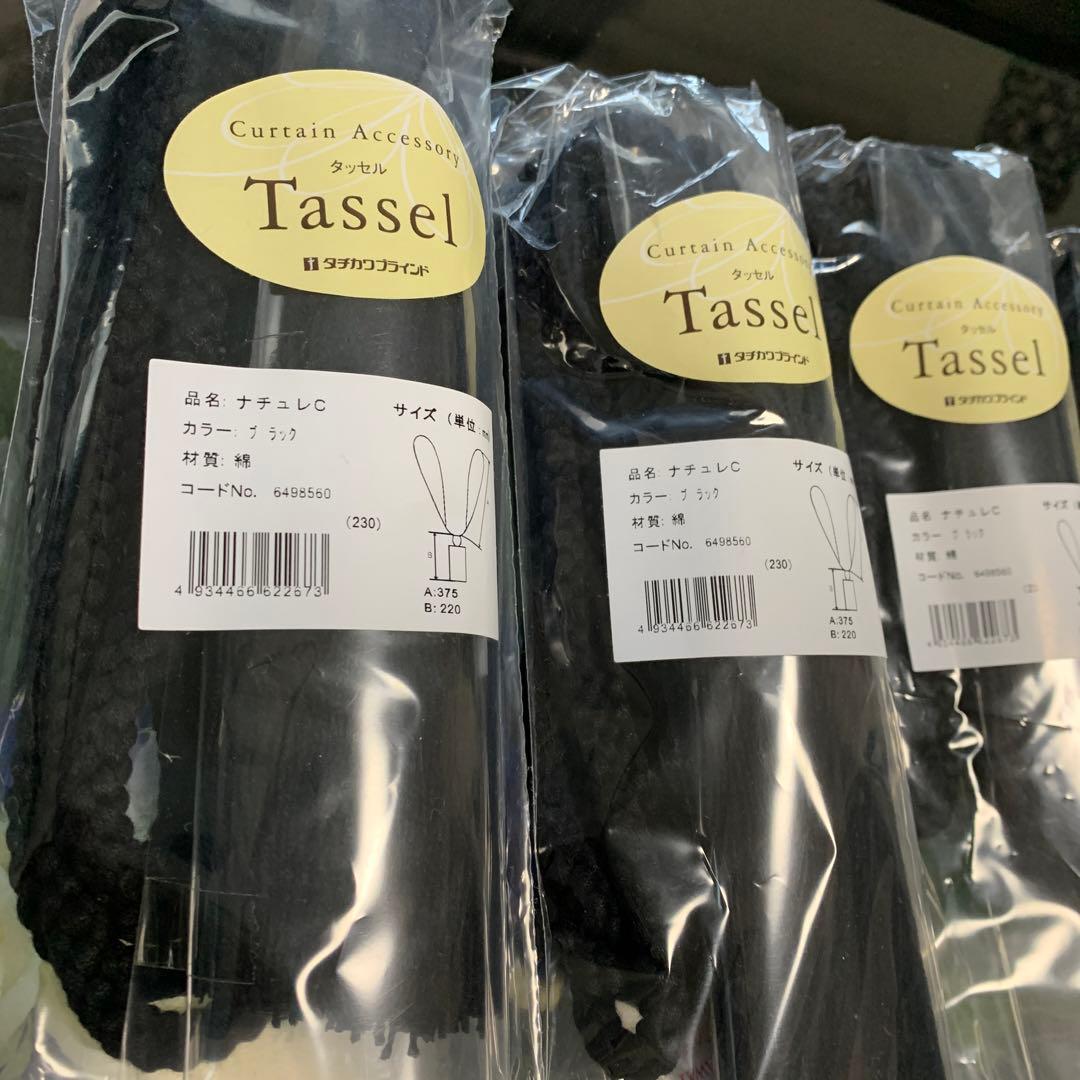 Curtain Accessory
タッセル
Tassel
タチカワブラインド
品名: ナチュレC
カラー: ブラック
材質: 綿
コードNo. 6498560
(230)
4 934466 622673
サイズ (単位:mm
B
A:375
B: 220
Curtain Accessory
タッセル
Tassel
タチカワブラインド
品名: ナチュレC
カラー: ブラック
材質: 綿
コードNo. 6498560
(230)
4 934466 622673
サイズ (単位:
A:375
B: 220
Curtain Accessory
タッセル
Tassel
タチカワブラインド
品名 ナチュレC
カラー ブラック
材質 綿
コードNo. 6498560
4 934466 622673
サイズ